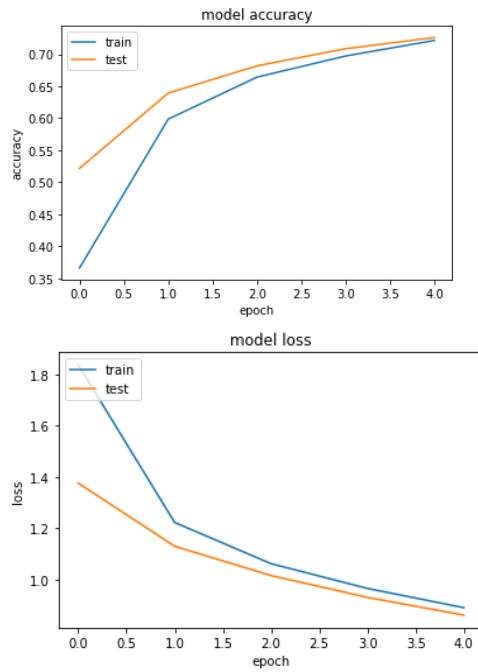 model accuracy
train
test
0.70
0.65
0.60
0.55
0.50
0.45
0.40
0.35
accuracy
0.0 0.5 1.0 1.5 2.0 2.5 3.0 3.5 4.0
epoch
model loss
train
test
1.8
1.6
1.4
1.2
1.0
loss
0.0 0.5 1.0 1.5 2.0 2.5 3.0 3.5 4.0
epoch